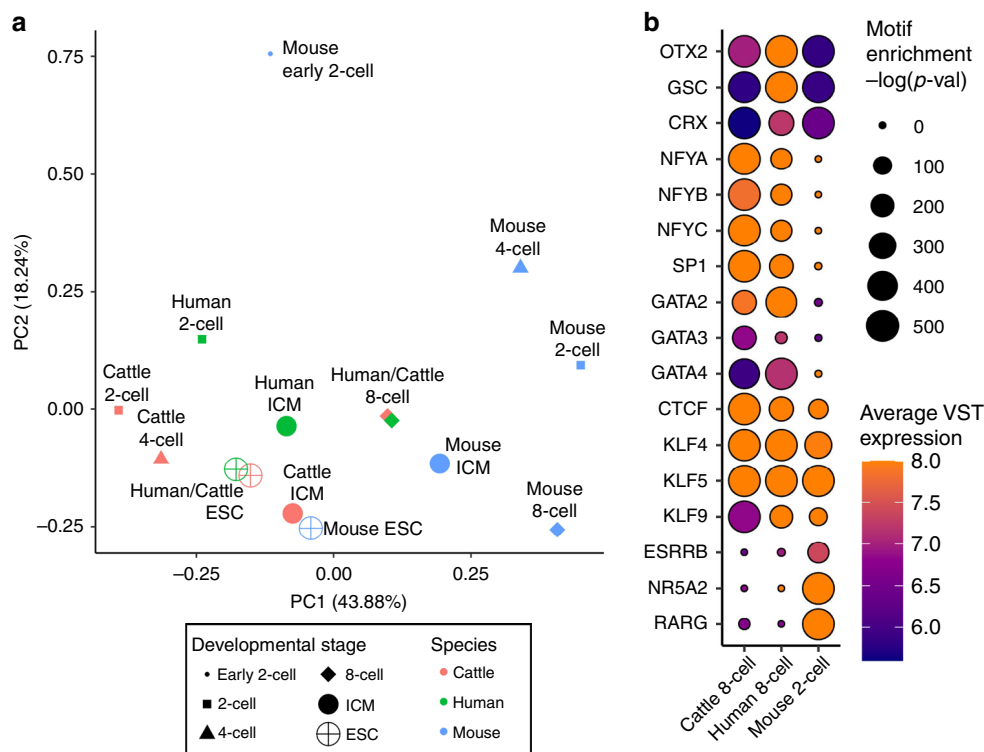 a
0.75
0.50
0.25
0.00
−0.25
PC2 (18.24%)
−0.25
0.00
0.25
PC1 (43.88%)
Mouse
early 2-cell
Mouse
4-cell
Human
2-cell
Mouse
2-cell
Cattle
2-cell
Human
ICM
Human/Cattle
8-cell
Cattle
4-cell
Mouse
ICM
Human/Cattle
ESC
Cattle
ICM
Mouse ESC
Mouse
8-cell
Developmental stage
Early 2-cell
2-cell
4-cell
8-cell
ICM
ESC
Species
Cattle
Human
Mouse
b
OTX2
GSC
CRX
NFYA
NFYB
NFYC
SP1
GATA2
GATA3
GATA4
CTCF
KLF4
KLF5
KLF9
ESRRB
NR5A2
RARG
Cattle 8-cell
Human 8-cell
Mouse 2-cell
Motif
enrichment
−log(p-val)
0
100
200
300
400
500
Average VST
expression
8.0
7.5
7.0
6.5
6.0